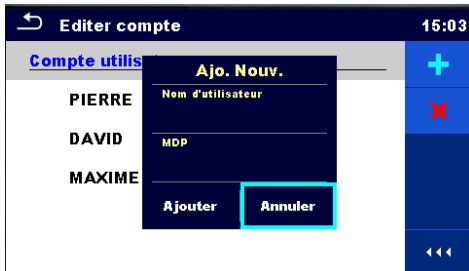 Editer compte
15:03
Compte utilis
Ajo. Nouv.
Nom d'utilisateur
PIERRE
DAVID
MDP
MAXIME
Ajouter
Annuler